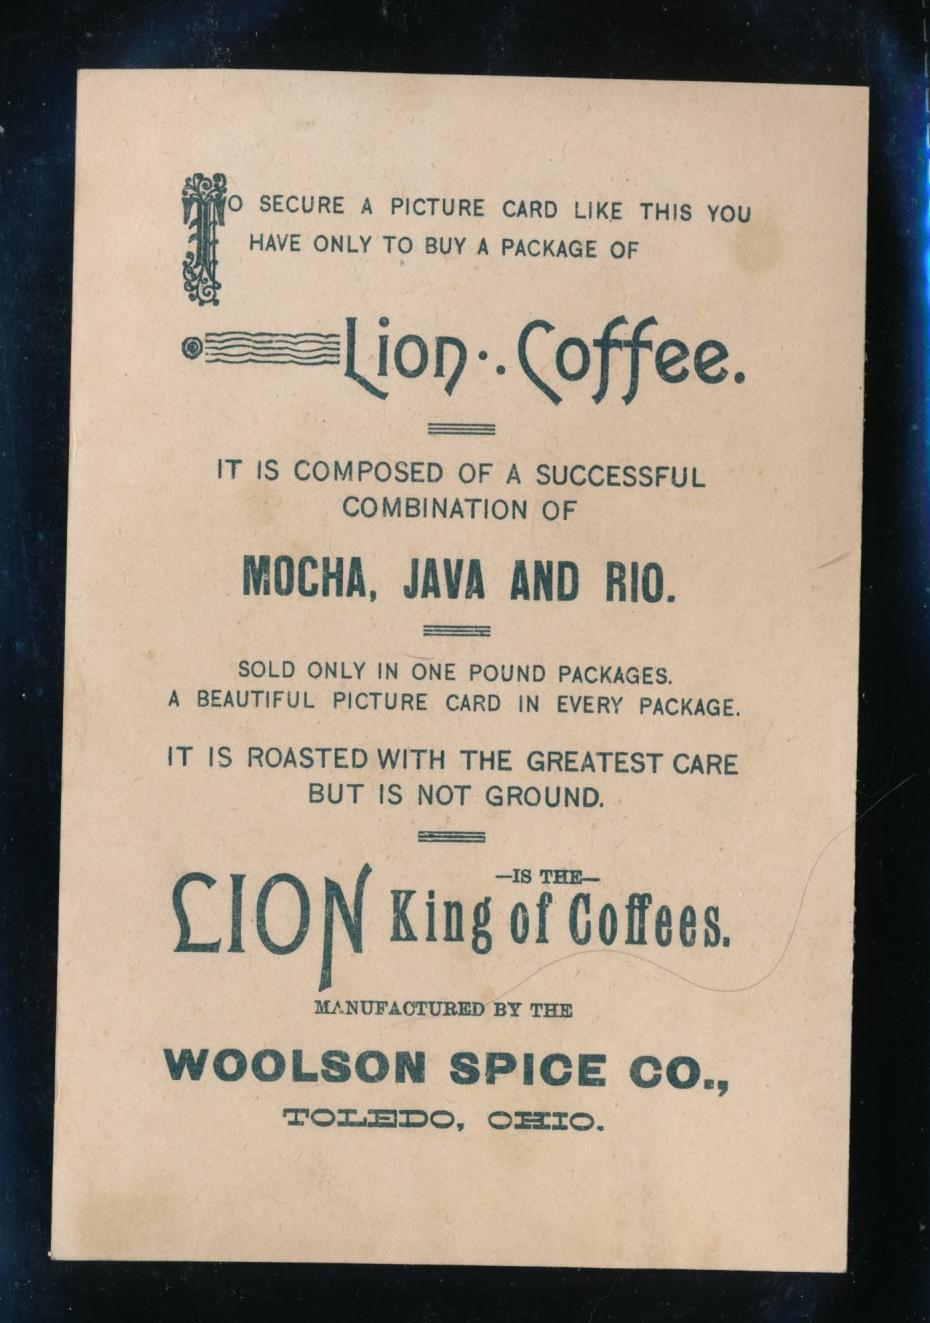 TO SECURE A PICTURE CARD LIKE THIS YOU
HAVE ONLY TO BUY A PACKAGE OF
Lion Coffee.
IT IS COMPOSED OF A SUCCESSFUL
COMBINATION OF
MOCHA, JAVA AND RIO.
SOLD ONLY IN ONE POUND PACKAGES.
A BEAUTIFUL PICTURE CARD IN EVERY PACKAGE.
IT IS ROASTED WITH THE GREATEST CARE
BUT IS NOT GROUND.
LION —IS THE— King of Coffees.
MANUFACTURED BY THE
WOOLSON SPICE CO.,
TOLEDO, OHIO.